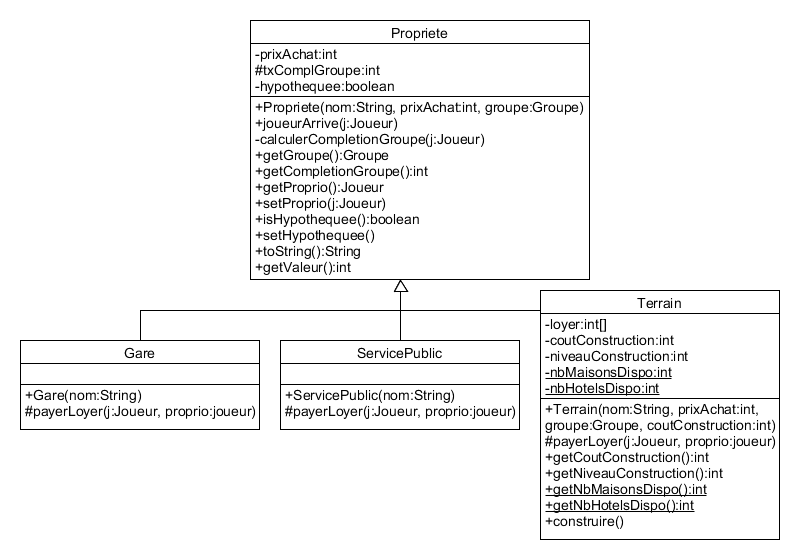 Propriete
-prixAchat:int
#txComplGroupe:int
-hypothequee:boolean
+Propriete(nom:String, prixAchat:int, groupe:Groupe)
+joueurArrive(j:Joueur)
-calculerCompletionGroupe(j:Joueur)
+getGroupe():Groupe
+getCompletionGroupe():int
+getProprio():Joueur
+setProprio(j:Joueur)
+isHypothequee():boolean
+setHypothequee()
+toString():String
+getValeur():int
Gare
+Gare(nom:String)
#payerLoyer(j:Joueur, proprio:joueur)
ServicePublic
+ServicePublic(nom:String)
#payerLoyer(j:Joueur, proprio:joueur)
Terrain
-loyer:int[]
-coutConstruction:int
-niveauConstruction:int
-nbMaisonsDispo:int
-nbHotelsDispo:int
+Terrain(nom:String, prixAchat:int,
groupe:Groupe, coutConstruction:int)
#payerLoyer(j:Joueur, proprio:joueur)
+getCoutConstruction():int
+getNiveauConstruction():int
+getNbMaisonsDispo():int
+getNbHotelsDispo():int
+construire()